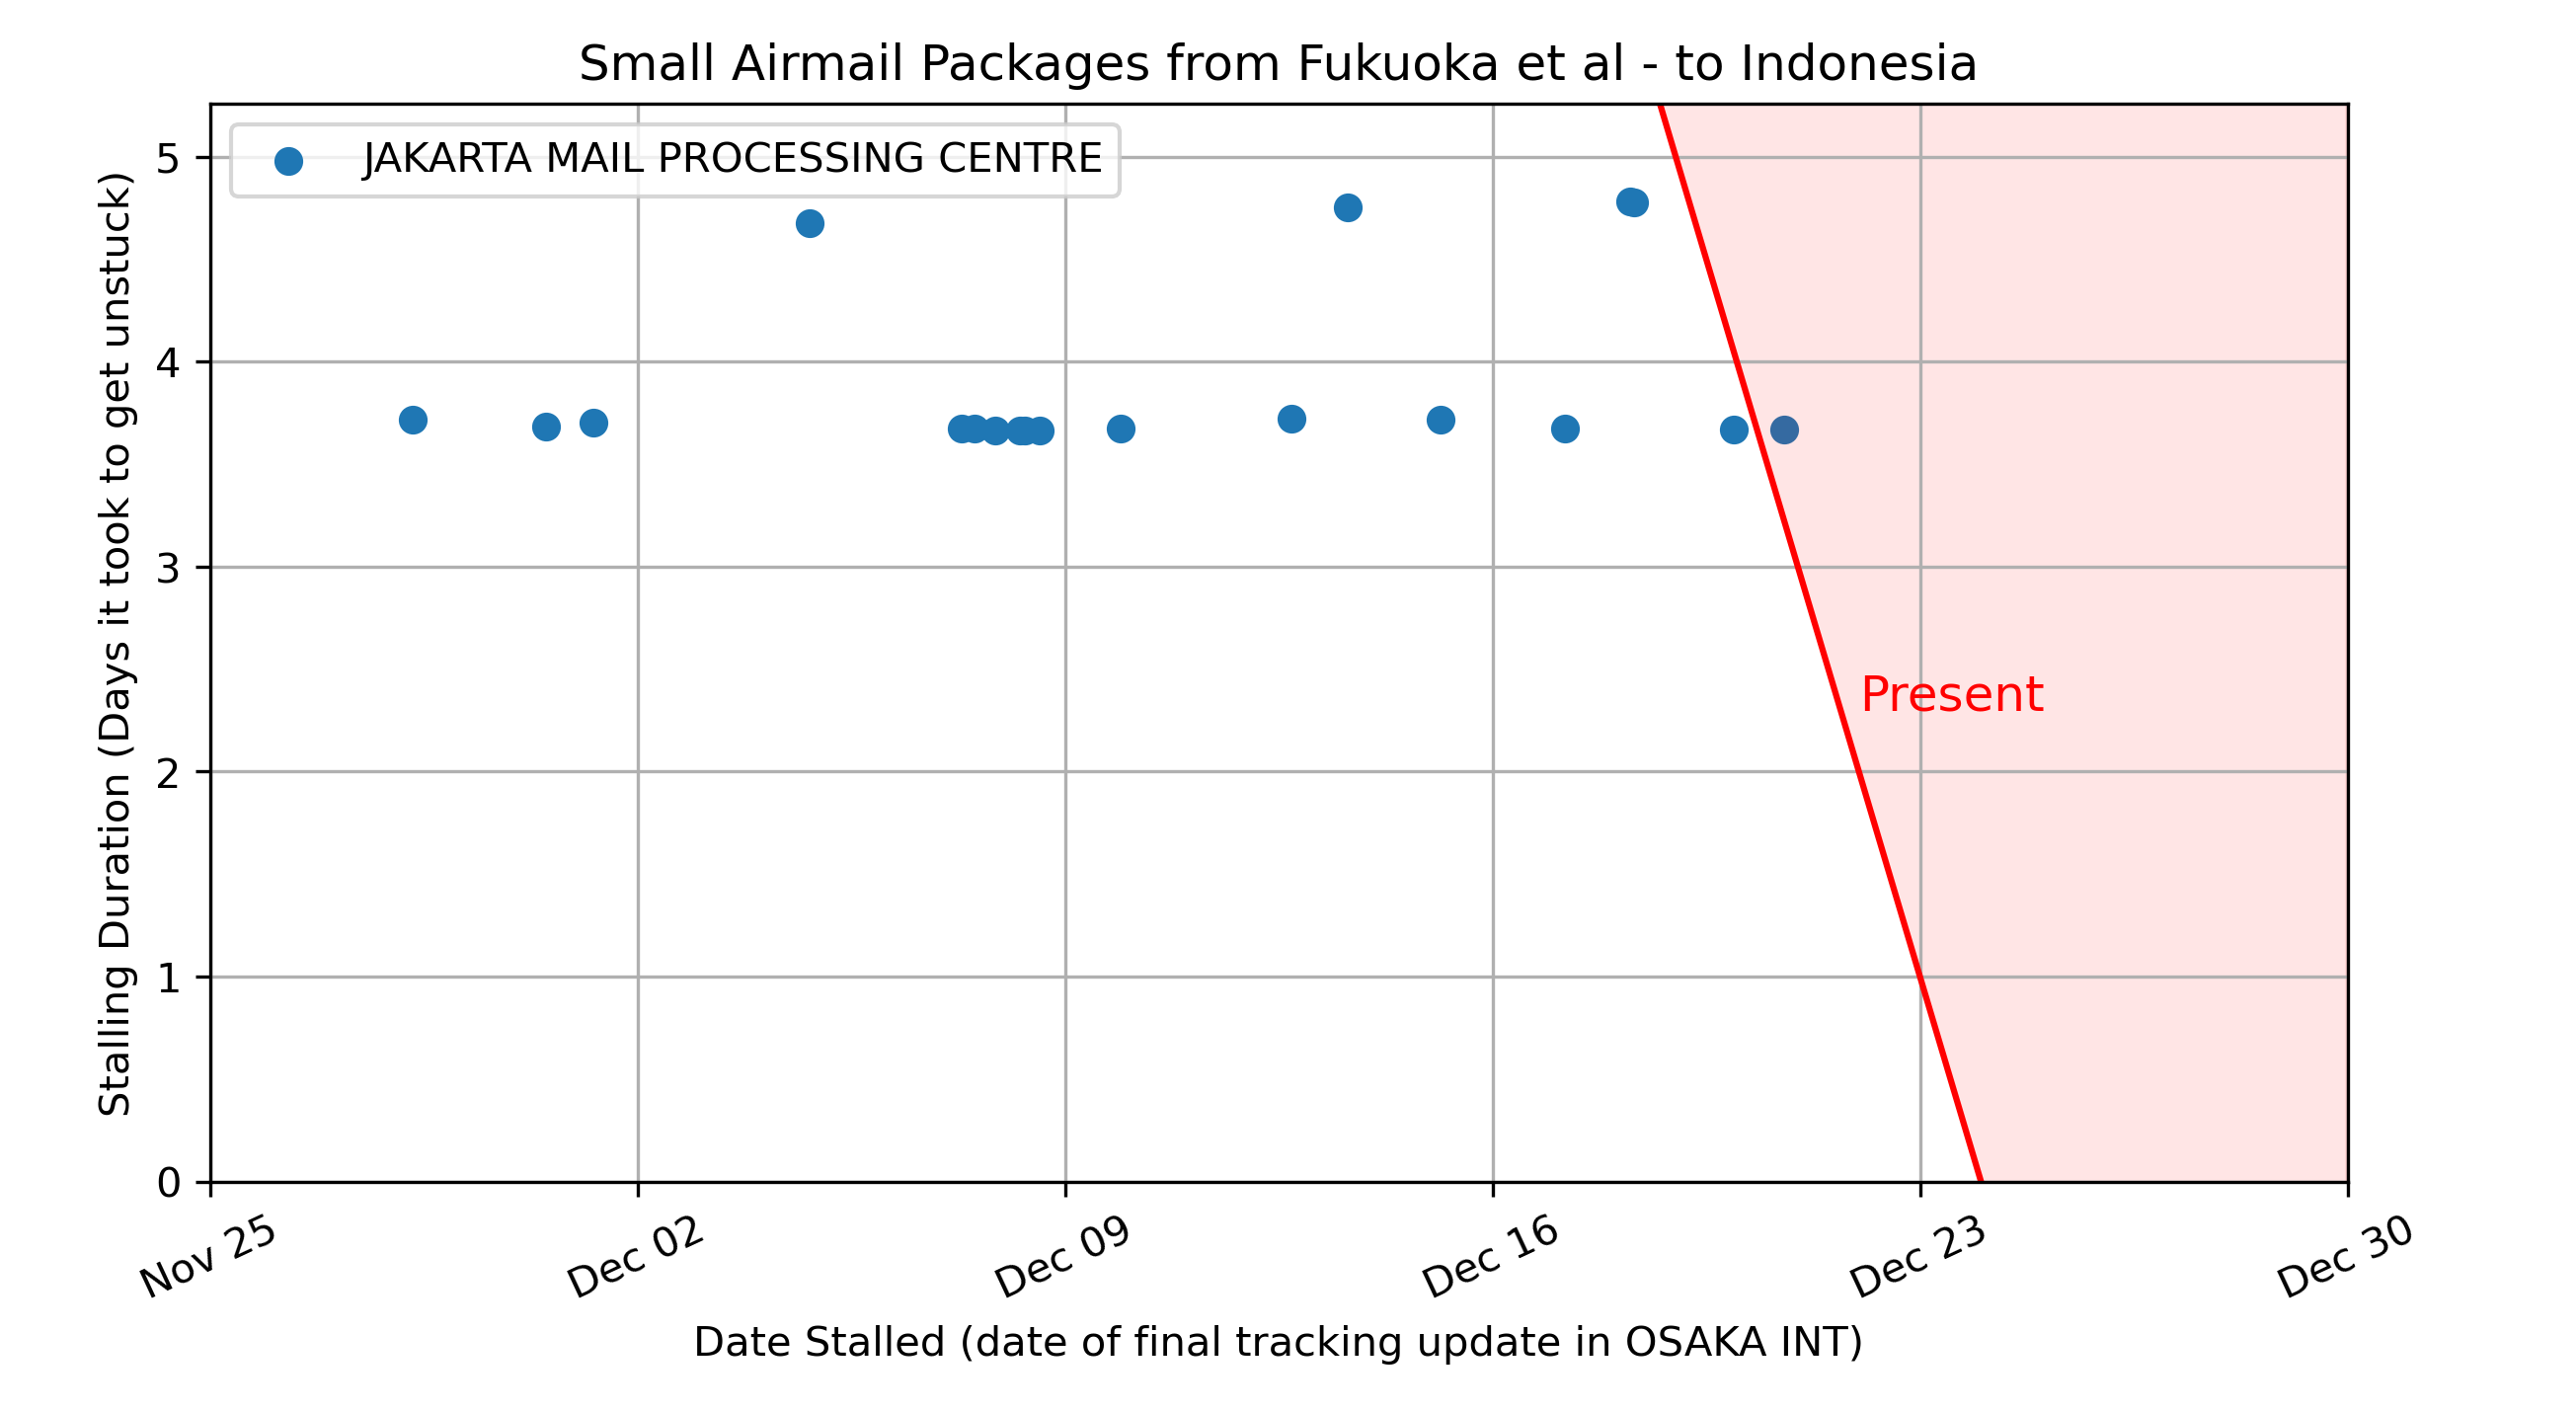 Small Airmail Packages from Fukuoka et al - to Indonesia
JAKARTA MAIL PROCESSING CENTRE
Stalling Duration (Days it took to get unstuck)
5
4
3
2
1
0
Present
Nov 25
Dec 02
Dec 09
Dec 16
Dec 23
Dec 30
Date Stalled (date of final tracking update in OSAKA INT)